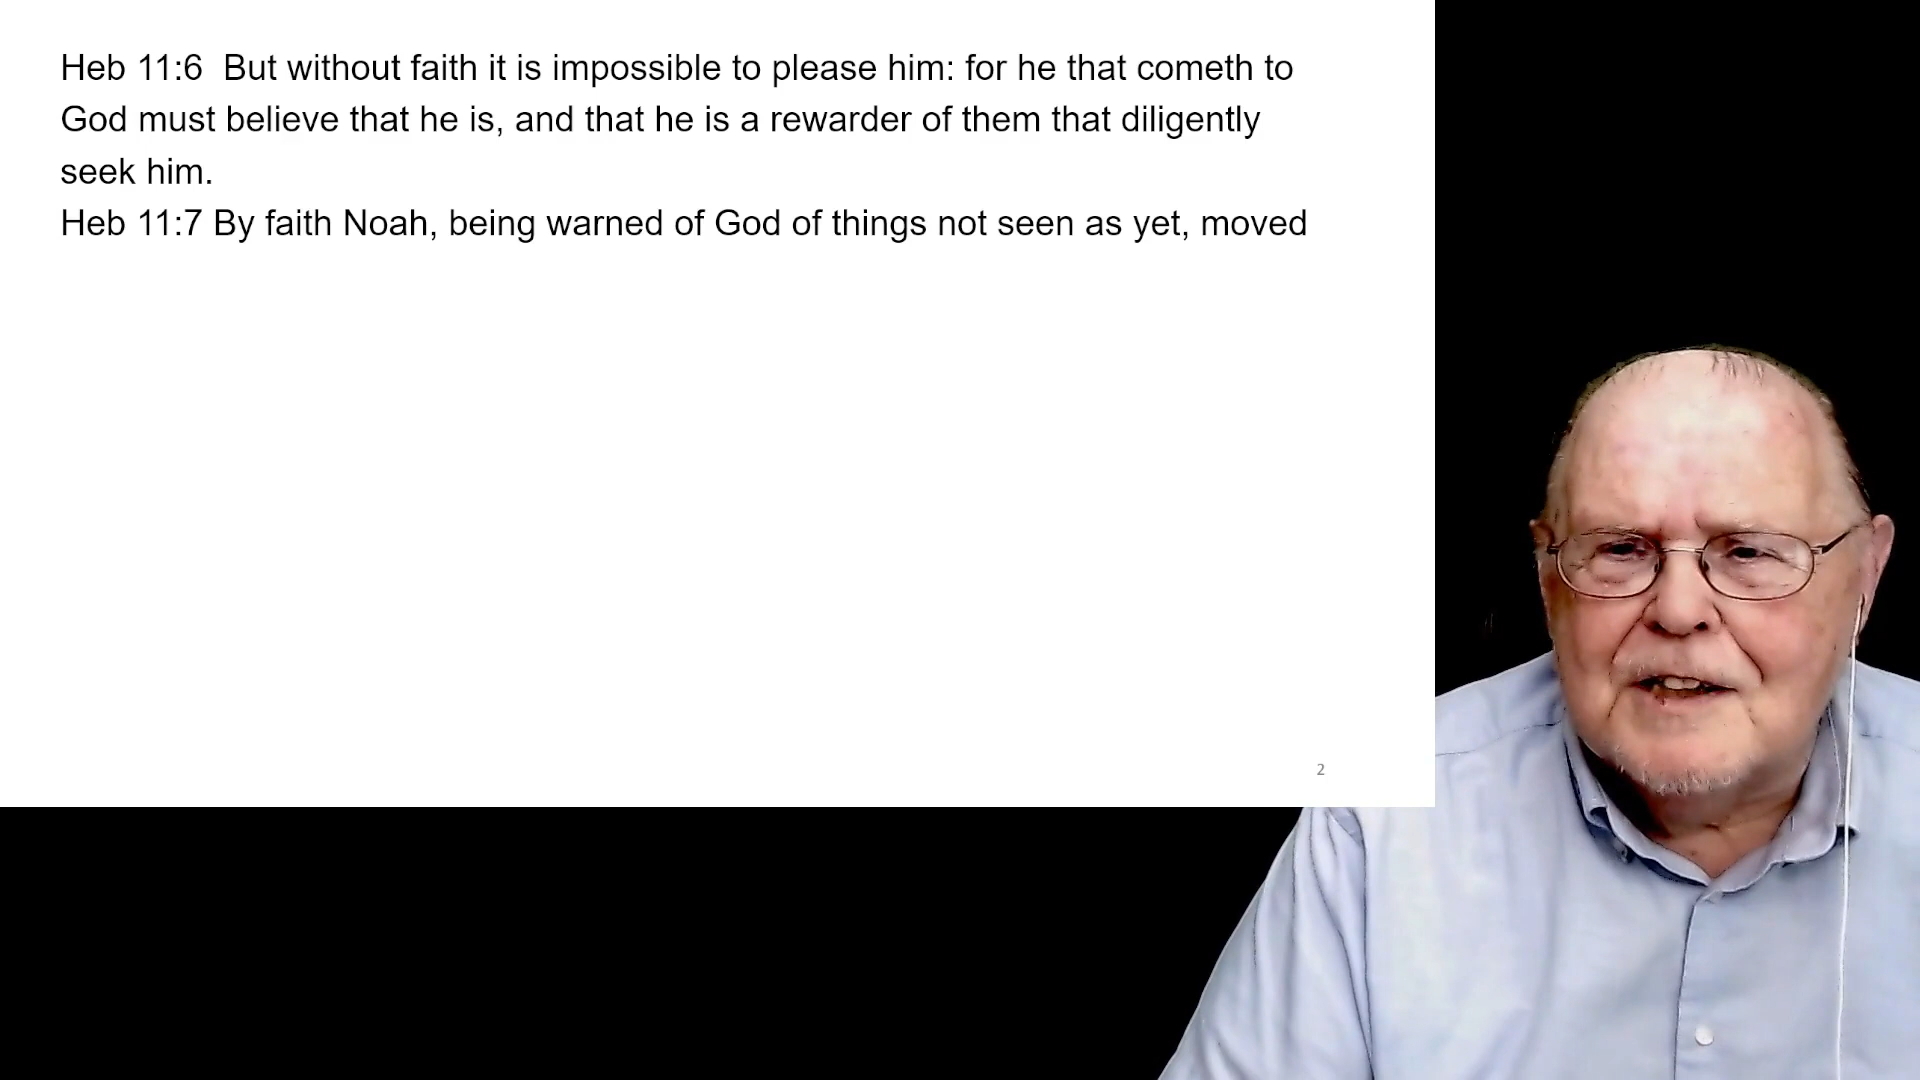 Heb 11:6  But without faith it is impossible to please him: for he that cometh to
God must believe that he is, and that he is a rewarder of them that diligently
seek him.
Heb 11:7 By faith Noah, being warned of God of things not seen as yet, moved
2